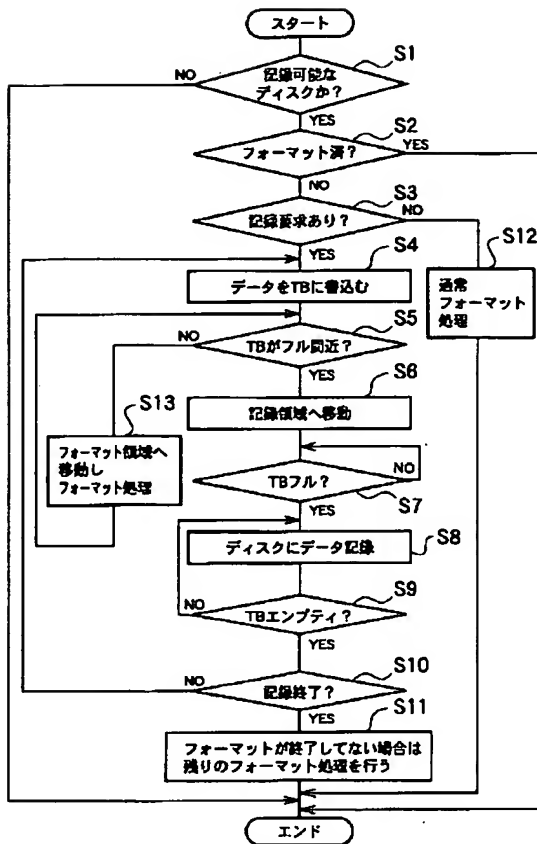 スタート
S1
NO
記録可能な
ディスクか?
YES
S2
フォーマット済?
YES
NO
S3
記録要求あり?
NO
S12
YES
S4
データをTBに書込む
通常
フォーマット
処理
S5
NO
TBがフル間近?
YES
S6
S13
記録領域へ移動
フォーマット領域へ
移動し
フォーマット処理
NO
TBフル?
S7
YES
ディスクにデータ記録
S8
S9
NO
TBエンプティ?
YES
S10
NO
記録終了?
YES
S11
フォーマットが終了してない場合は
残りのフォーマット処理を行う
エンド